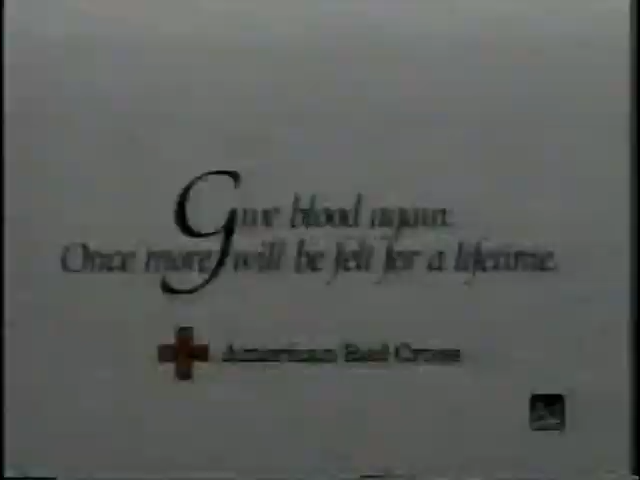 Give blood again.
Once more will be felt for a lifetime.
American Red Cross